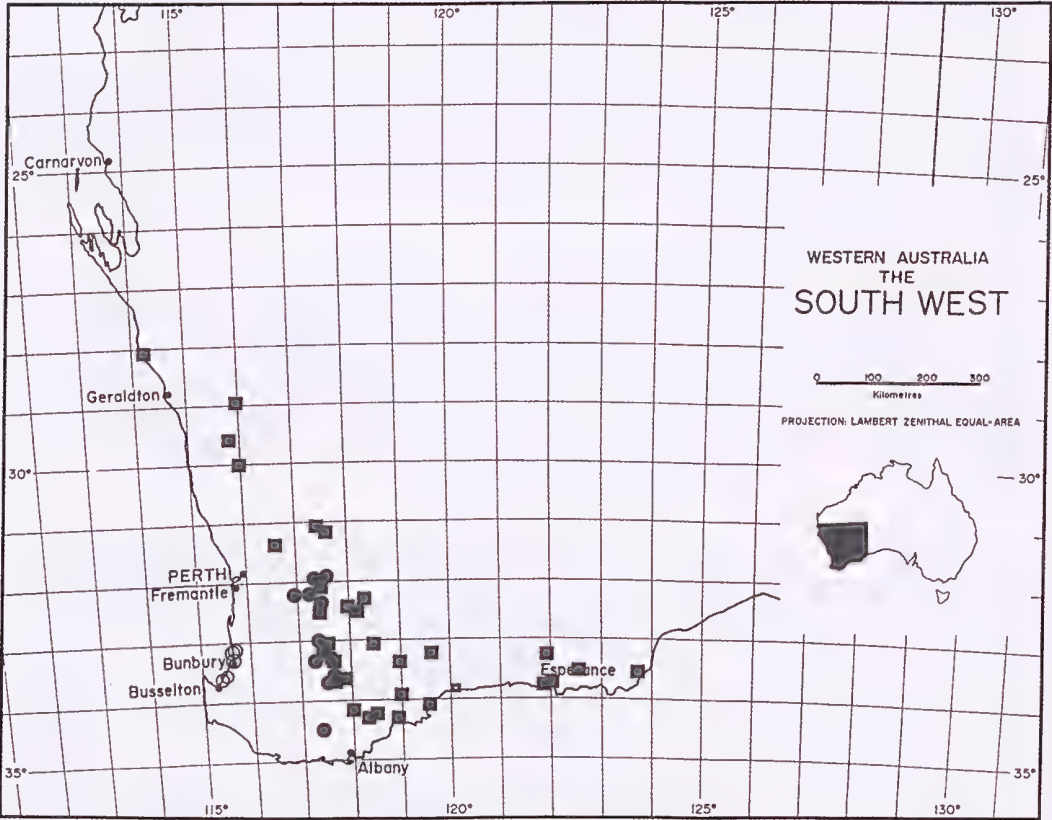 115° 120° 125° 130°
Carnarvon
25° 25°
WESTERN AUSTRALIA
THE
SOUTH WEST
0 100 200 300
Kilometres
Geraldton
PROJECTION: LAMBERT ZENITHAL EQUAL-AREA
30° 30°
PERTH
Fremantle
Bunbury
Esperance
Busselton
Albany
35° 35°
115° 120° 125° 130°